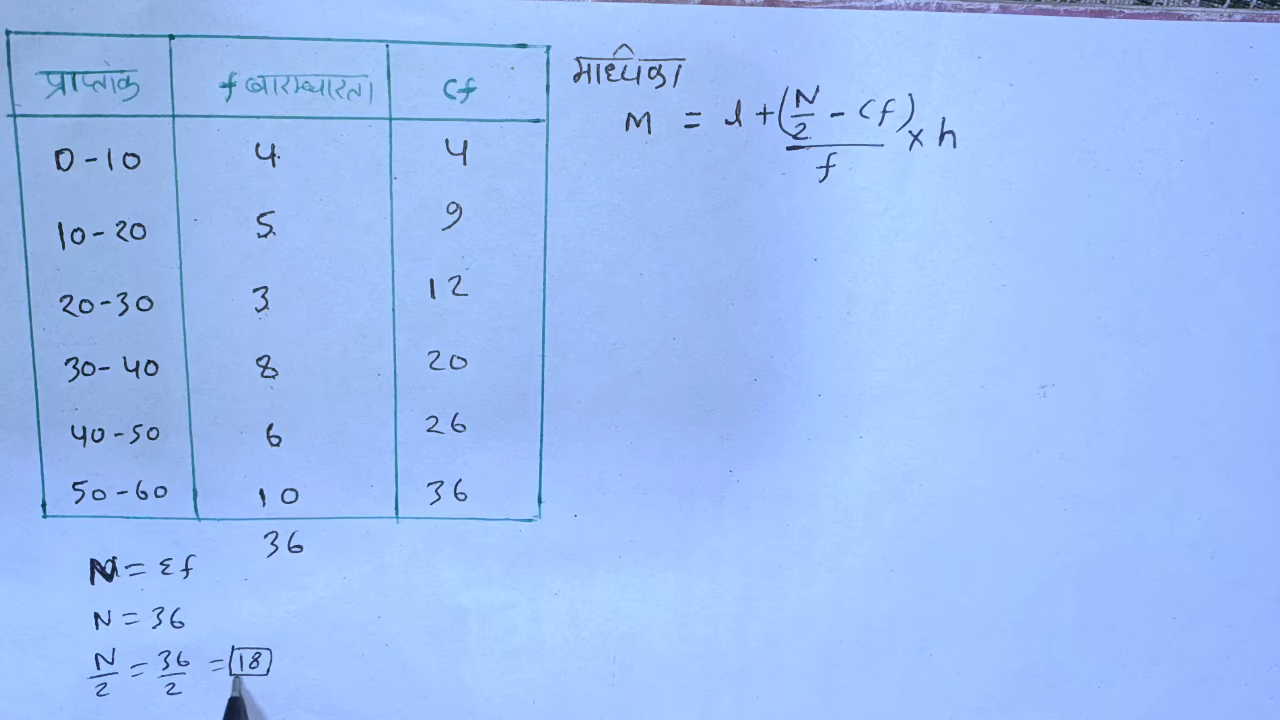 प्राप्तांक f बारम्बारता cf
0-10 4 4
10-20 5 9
20-30 3 12
30-40 8 20
40-50 6 26
50-60 10 36
36
N = Σf
N = 36
N/2 = 36/2 = 18
माध्यिका
M = l + (N/2 - cf)/f × h